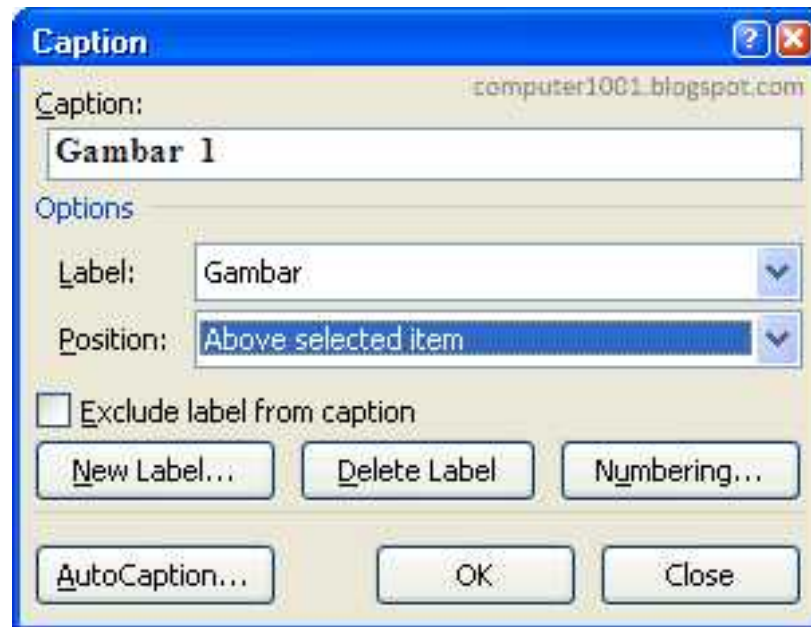 Caption
computer1001.blogspot.com
Caption:
Gambar 1
Options
Label: Gambar
Position: Above selected item
Exclude label from caption
New Label... Delete Label Numbering...
AutoCaption... OK Close